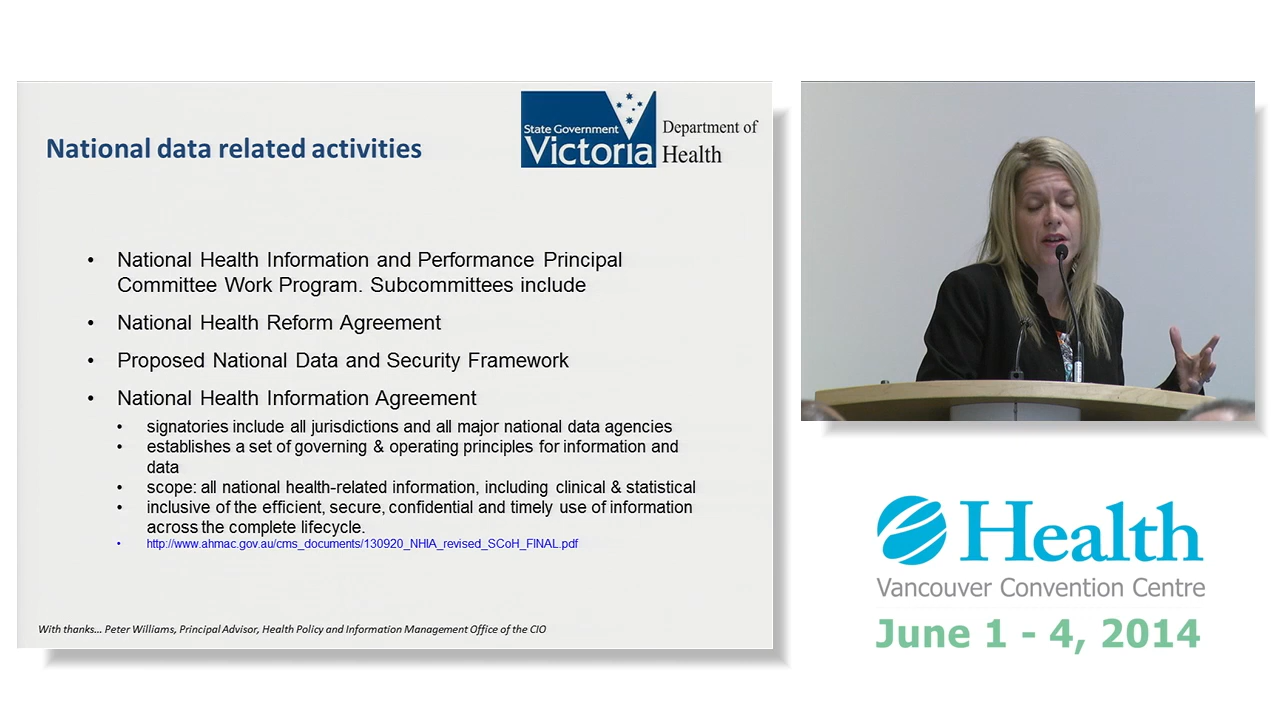 National data related activities
State Government
Victoria
Department of
Health
• National Health Information and Performance Principal
Committee Work Program. Subcommittees include
• National Health Reform Agreement
• Proposed National Data and Security Framework
• National Health Information Agreement
• signatories include all jurisdictions and all major national data agencies
• establishes a set of governing & operating principles for information and
data
• scope: all national health-related information, including clinical & statistical
• inclusive of the efficient, secure, confidential and timely use of information
across the complete lifecycle.
• http://www.ahmac.gov.au/cms_documents/130920_NHIA_revised_SCoH_FINAL.pdf
With thanks... Peter Williams, Principal Advisor, Health Policy and Information Management Office of the CIO
Health
Vancouver Convention Centre
June 1 - 4, 2014